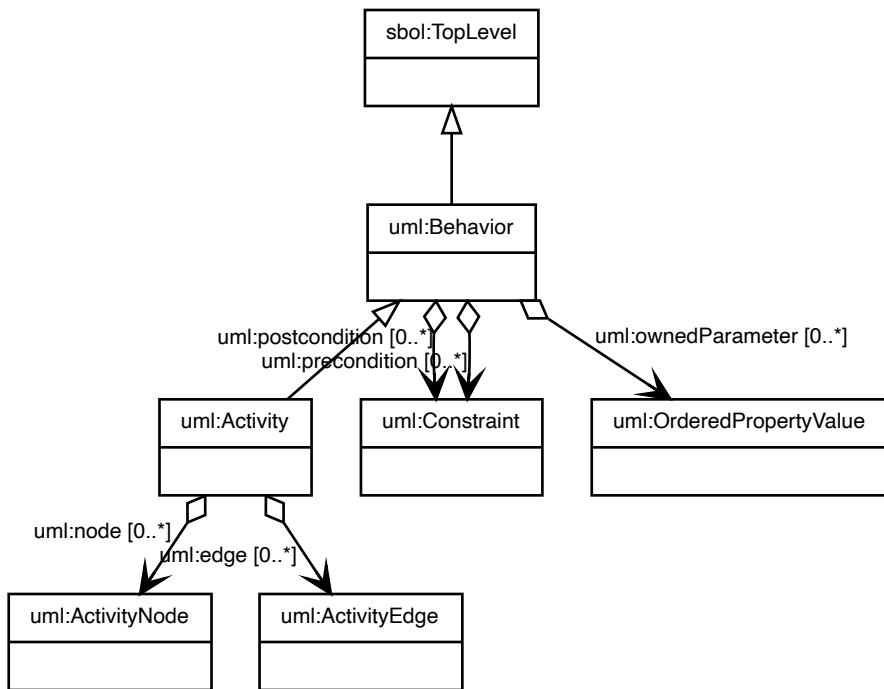 sbol:TopLevel
uml:Behavior
uml:postcondition [0..*]
uml:precondition [0..*]
uml:ownedParameter [0..*]
uml:Activity
uml:Constraint
uml:OrderedPropertyValue
uml:node [0..*]
uml:edge [0..*]
uml:ActivityNode
uml:ActivityEdge